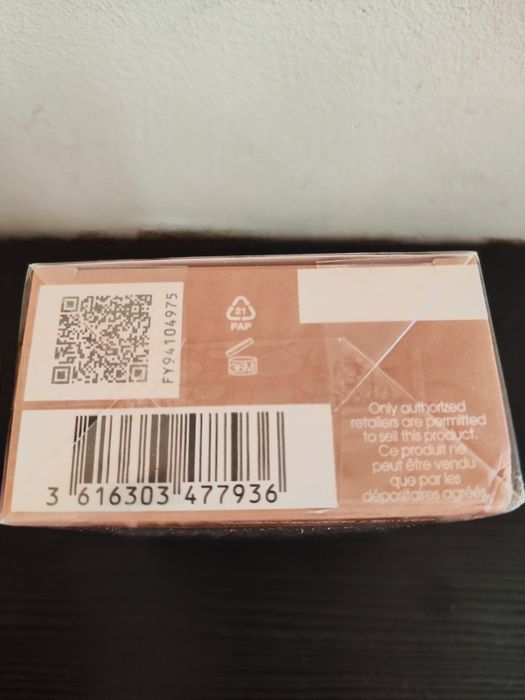 FY94104975
21
PAP
36M
3 616303 477936
Only authorized
retailers are permitted
to sell this product.
Ce produit ne
peut être vendu
que par les
dépositaires agréés